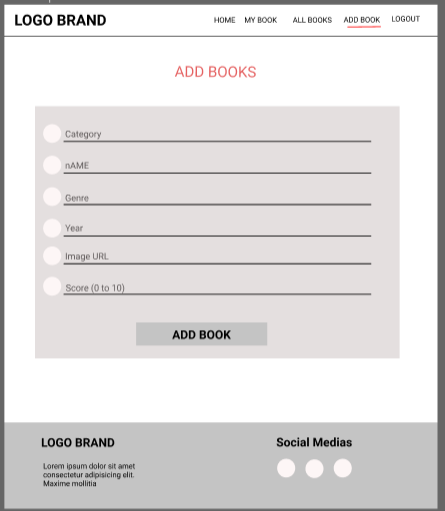 LOGO BRAND
HOME MY BOOK ALL BOOKS ADD BOOK LOGOUT
ADD BOOKS
Category
nAME
Genre
Year
Image URL
Score (0 to 10)
ADD BOOK
LOGO BRAND
Lorem ipsum dolor sit amet
consectetur adipisicing elit.
Maxime mollitia
Social Medias